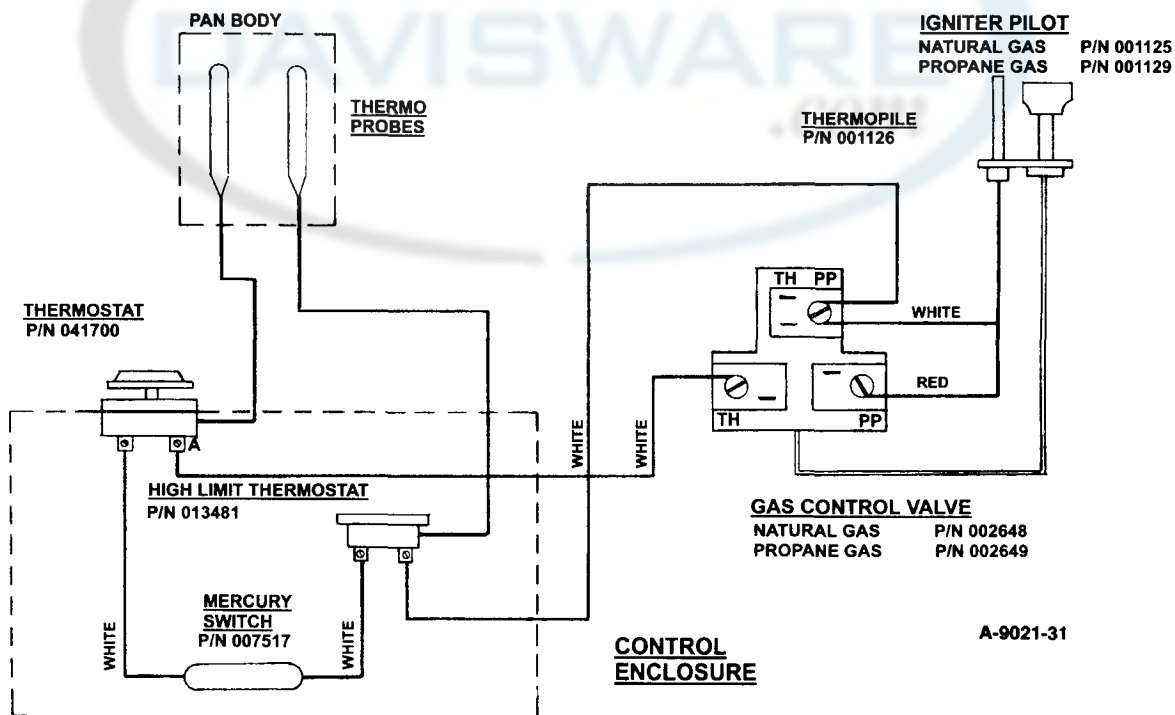 DAVISWARE
.com
PAN BODY
THERMO
PROBES
IGNITER PILOT
NATURAL GAS P/N 001125
PROPANE GAS P/N 001129
THERMOPILE
P/N 001126
TH PP
WHITE
RED
TH PP
THERMOSTAT
P/N 041700
A
HIGH LIMIT THERMOSTAT
P/N 013481
WHITE
WHITE
GAS CONTROL VALVE
NATURAL GAS P/N 002648
PROPANE GAS P/N 002649
MERCURY
SWITCH
P/N 007517
WHITE
WHITE
CONTROL
ENCLOSURE
A-9021-31